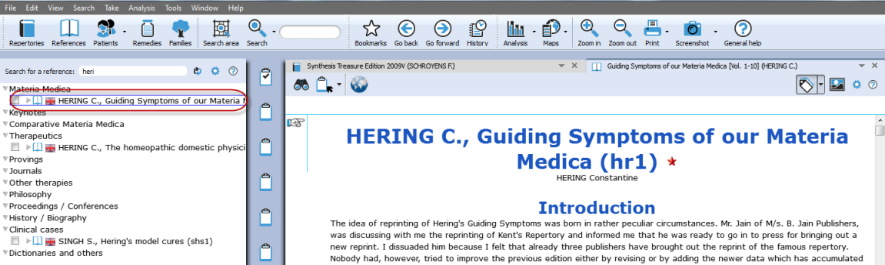 File Edit View Search Take Analysis Tools Window Help
Repertories References Patients Remedies Families Search area Search Bookmarks Go back Go forward History Analysis Maps Zoom in Zoom out Print Screenshot General help
Search for a reference: heri
Synthesis Treasure Edition 2009V (SCHROYENS F.)
Guiding Symptoms of our Materia Medica [Vol. 1-10] (HERING C.)
Materia Medica
HERING C., Guiding Symptoms of our Materia
Keynotes
Comparative Materia Medica
Therapeutics
HERING C., The homeopathic domestic physici
Provings
Journals
Other therapies
Philosophy
Proceedings / Conferences
History / Biography
Clinical cases
SINGH S., Hering's model cures (shs1)
Dictionaries and others
HERING C., Guiding Symptoms of our Materia
Medica (hr1)
HERING Constantine
Introduction
The idea of reprinting of Hering's Guiding Symptoms was born in rather peculiar circumstances. Mr. Jain of M/s. B. Jain Publishers,
was discussing with me the reprinting of Kent's Repertory and informed me that he was ready to go in to press for bringing out a
new reprint. I dissuaded him because I felt that already three publishers have brought out the reprint of the famous repertory.
Nobody had, however, tried to improve the previous edition either by revising or by adding the newer data which has accumulated